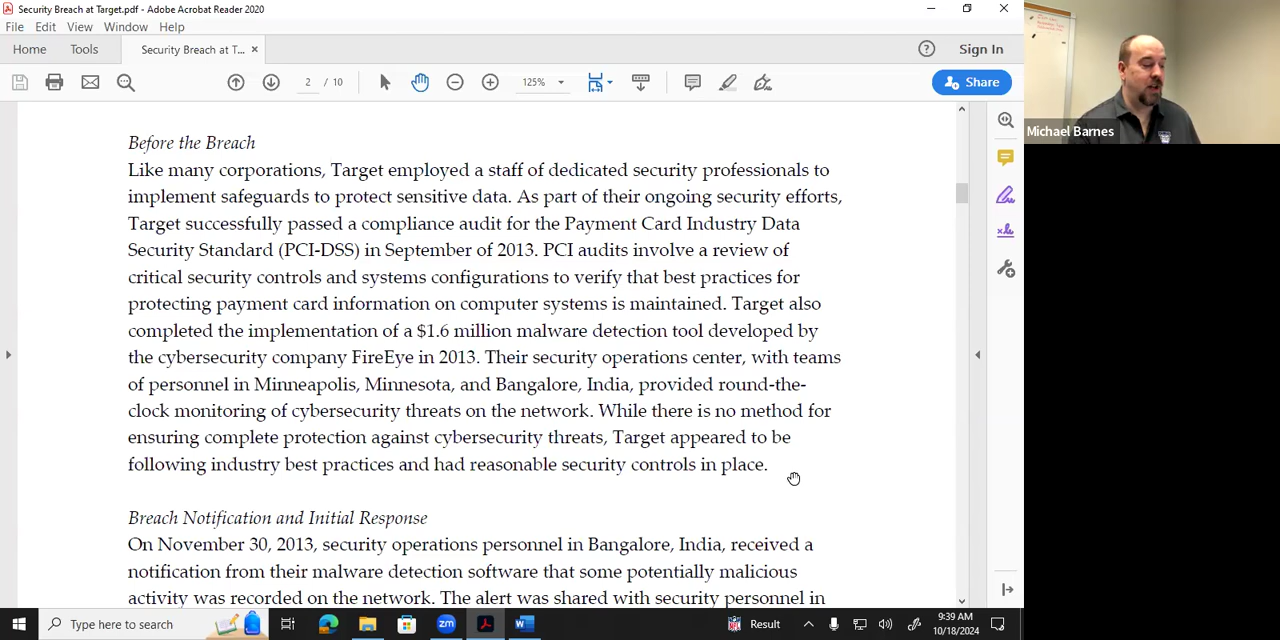 Security Breach at Target.pdf - Adobe Acrobat Reader 2020
File Edit View Window Help
Home Tools Security Breach at T... × Sign In
2 / 10 125% Share
Michael Barnes
Before the Breach
Like many corporations, Target employed a staff of dedicated security professionals to
implement safeguards to protect sensitive data. As part of their ongoing security efforts,
Target successfully passed a compliance audit for the Payment Card Industry Data
Security Standard (PCI-DSS) in September of 2013. PCI audits involve a review of
critical security controls and systems configurations to verify that best practices for
protecting payment card information on computer systems is maintained. Target also
completed the implementation of a $1.6 million malware detection tool developed by
the cybersecurity company FireEye in 2013. Their security operations center, with teams
of personnel in Minneapolis, Minnesota, and Bangalore, India, provided round-the-
clock monitoring of cybersecurity threats on the network. While there is no method for
ensuring complete protection against cybersecurity threats, Target appeared to be
following industry best practices and had reasonable security controls in place.
Breach Notification and Initial Response
On November 30, 2013, security operations personnel in Bangalore, India, received a
notification from their malware detection software that some potentially malicious
activity was recorded on the network. The alert was shared with security personnel in
Type here to search
zm
Result
9:39 AM
10/18/2024